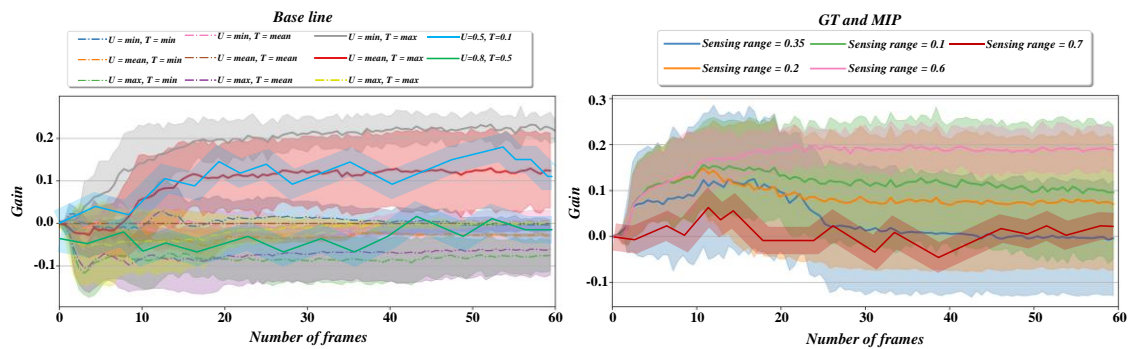 Base line
U = min, T = min
U = min, T = mean
U = min, T = max
U=0.5, T=0.1
U = mean, T = min
U = mean, T = mean
U = mean, T = max
U=0.8, T=0.5
U = max, T = min
U = max, T = mean
U = max, T = max
Gain
0.2
0.1
0.0
-0.1
0 10 20 30 40 50 60
Number of frames
GT and MIP
Sensing range = 0.35
Sensing range = 0.1
Sensing range = 0.7
Sensing range = 0.2
Sensing range = 0.6
Gain
0.3
0.2
0.1
0.0
-0.1
0 10 20 30 40 50 60
Number of frames